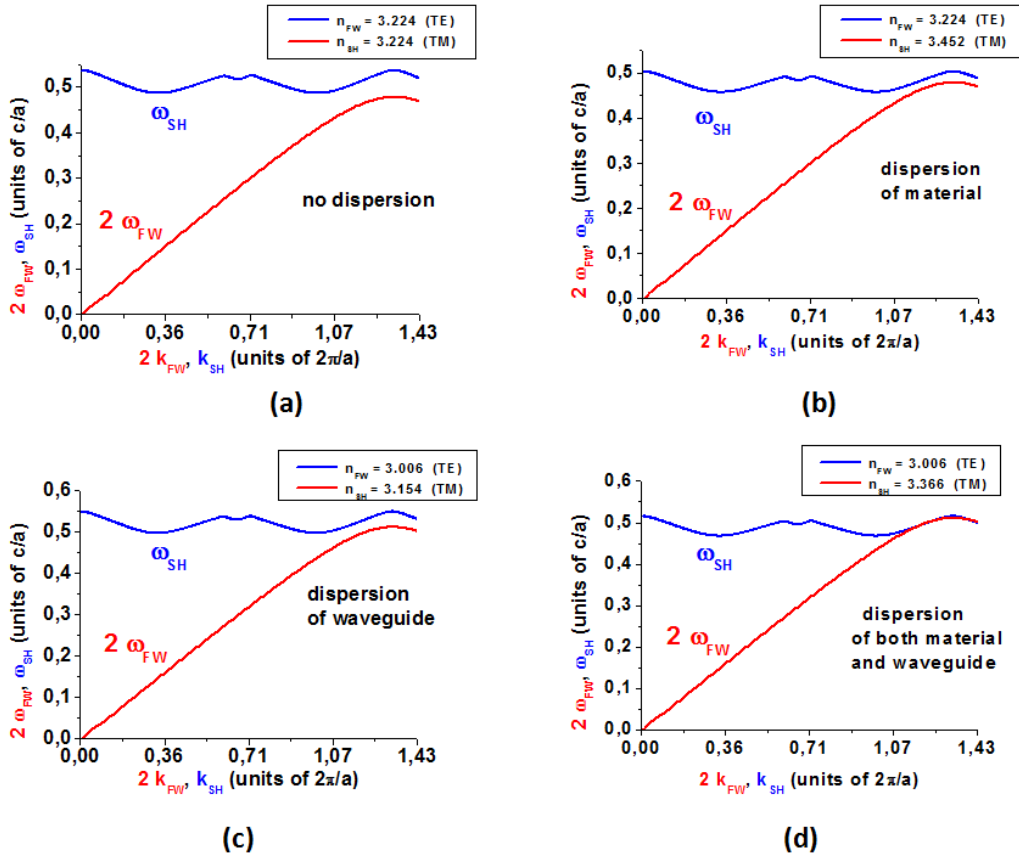 n_FW = 3.224 (TE)
n_SH = 3.224 (TM)
2 ω_FW, ω_SH (units of c/a)
0,5
0,4
0,3
0,2
0,1
0,0
ω_SH
2 ω_FW
no dispersion
0,00 0,36 0,71 1,07 1,43
2 k_FW, k_SH (units of 2π/a)
(a)
n_FW = 3.224 (TE)
n_SH = 3.452 (TM)
2 ω_FW, ω_SH (units of c/a)
0,5
0,4
0,3
0,2
0,1
0,0
ω_SH
2 ω_FW
dispersion
of material
0,00 0,36 0,71 1,07 1,43
2 k_FW, k_SH (units of 2π/a)
(b)
n_FW = 3.006 (TE)
n_SH = 3.154 (TM)
2 ω_FW, ω_SH (units of c/a)
0,6
0,5
0,4
0,3
0,2
0,1
0,0
ω_SH
2 ω_FW
dispersion
of waveguide
0,00 0,36 0,71 1,07 1,43
2 k_FW, k_SH (units of 2π/a)
(c)
n_FW = 3.006 (TE)
n_SH = 3.366 (TM)
2 ω_FW, ω_SH (units of c/a)
0,6
0,5
0,4
0,3
0,2
0,1
0,0
ω_SH
2 ω_FW
dispersion
of both material
and waveguide
0,00 0,36 0,71 1,07 1,43
2 k_FW, k_SH (units of 2π/a)
(d)